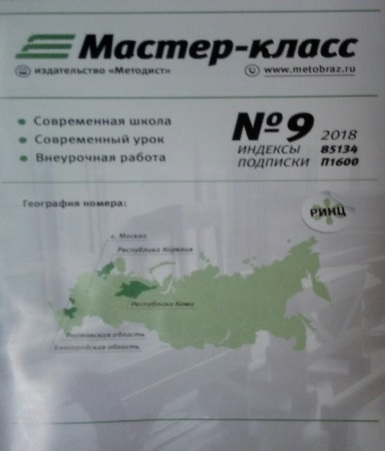 Мастер-класс
издательство «Методист» www.metobraz.ru
Современная школа
Современный урок
Внеурочная работа
№9 2018
ИНДЕКСЫ 85134
ПОДПИСКИ П1600
География номера:
РИНЦ
г. Москва
Республика Карелия
Республика Коми
Ростовская область
Белгородская область